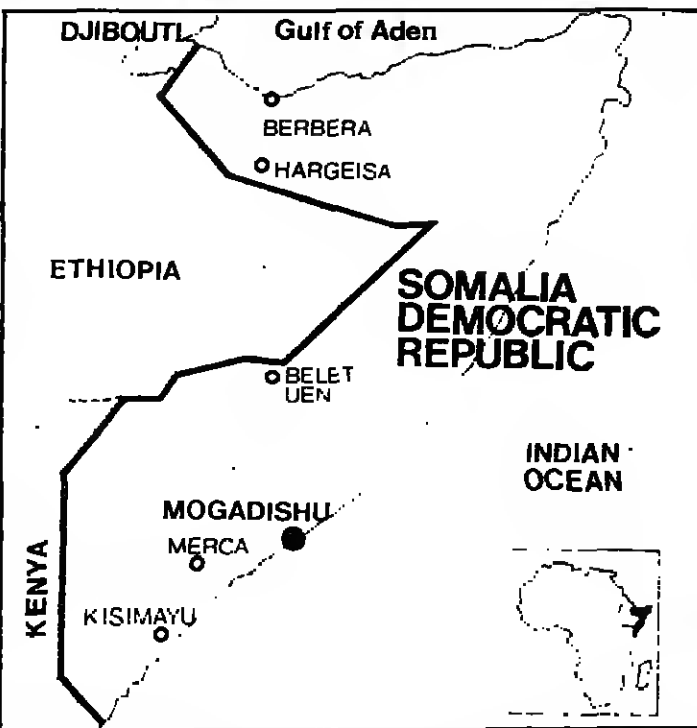 DJIBOUTI
Gulf of Aden
BERBERA
HARGEISA
ETHIOPIA
SOMALIA
DEMOCRATIC
REPUBLIC
BELET
UEN
INDIAN
OCEAN
MOGADISHU
MERCA
KENYA
KISIMAYU